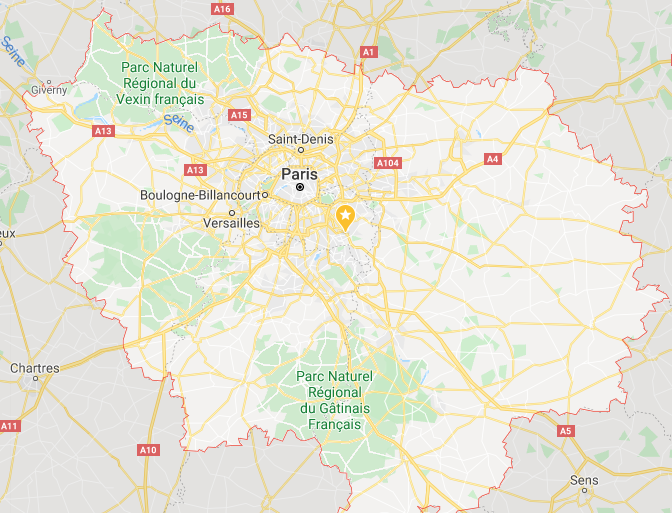 A16
Seine
A1
Parc Naturel
Régional du
Vexin français
Giverny
A15
Seine
A13
Saint-Denis
A104
A4
A13
Paris
Boulogne-Billancourt
Versailles
eux
Chartres
Parc Naturel
Régional
du Gâtinais
Français
A11
A10
A5
Sens